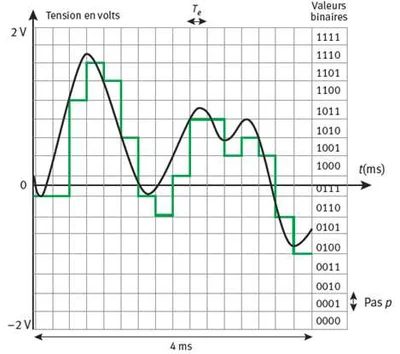 Tension en volts
Te
Valeurs
binaires
2 V
1111
1110
1101
1100
1011
1010
1001
1000
0
t(ms)
0111
0110
0101
0100
0011
0010
0001
Pas p
0000
−2 V
4 ms